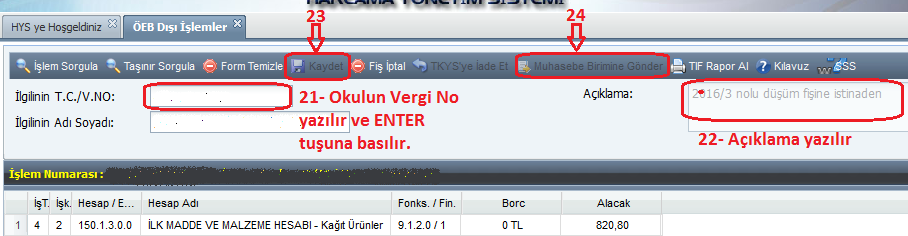 HARCAMA YÖNETİM SİSTEMİ
23
24
HYS ye Hoşgeldiniz
ÖEB Dışı İşlemler
İşlem Sorgula
Taşınır Sorgula
Form Temizle
Kaydet
Fiş İptal
TKYS'ye İade Et
Muhasebe Birimine Gönder
TIF Rapor Al
Kılavuz
SSS
İlgilinin T.C./V.NO:
21- Okulun Vergi No
yazılır ve ENTER
tuşuna basılır.
Açıklama:
2016/3 nolu düşüm fişine istinaden
İlgilinin Adı Soyadı:
22- Açıklama yazılır
İşlem Numarası :
İşT. İşk. Hesap / E... Hesap Adı Fonks. / Fin. Borc Alacak
1 4 2 150.1.3.0.0 İLK MADDE VE MALZEME HESABI - Kağıt Ürünler 9.1.2.0 / 1 0 TL 820,80